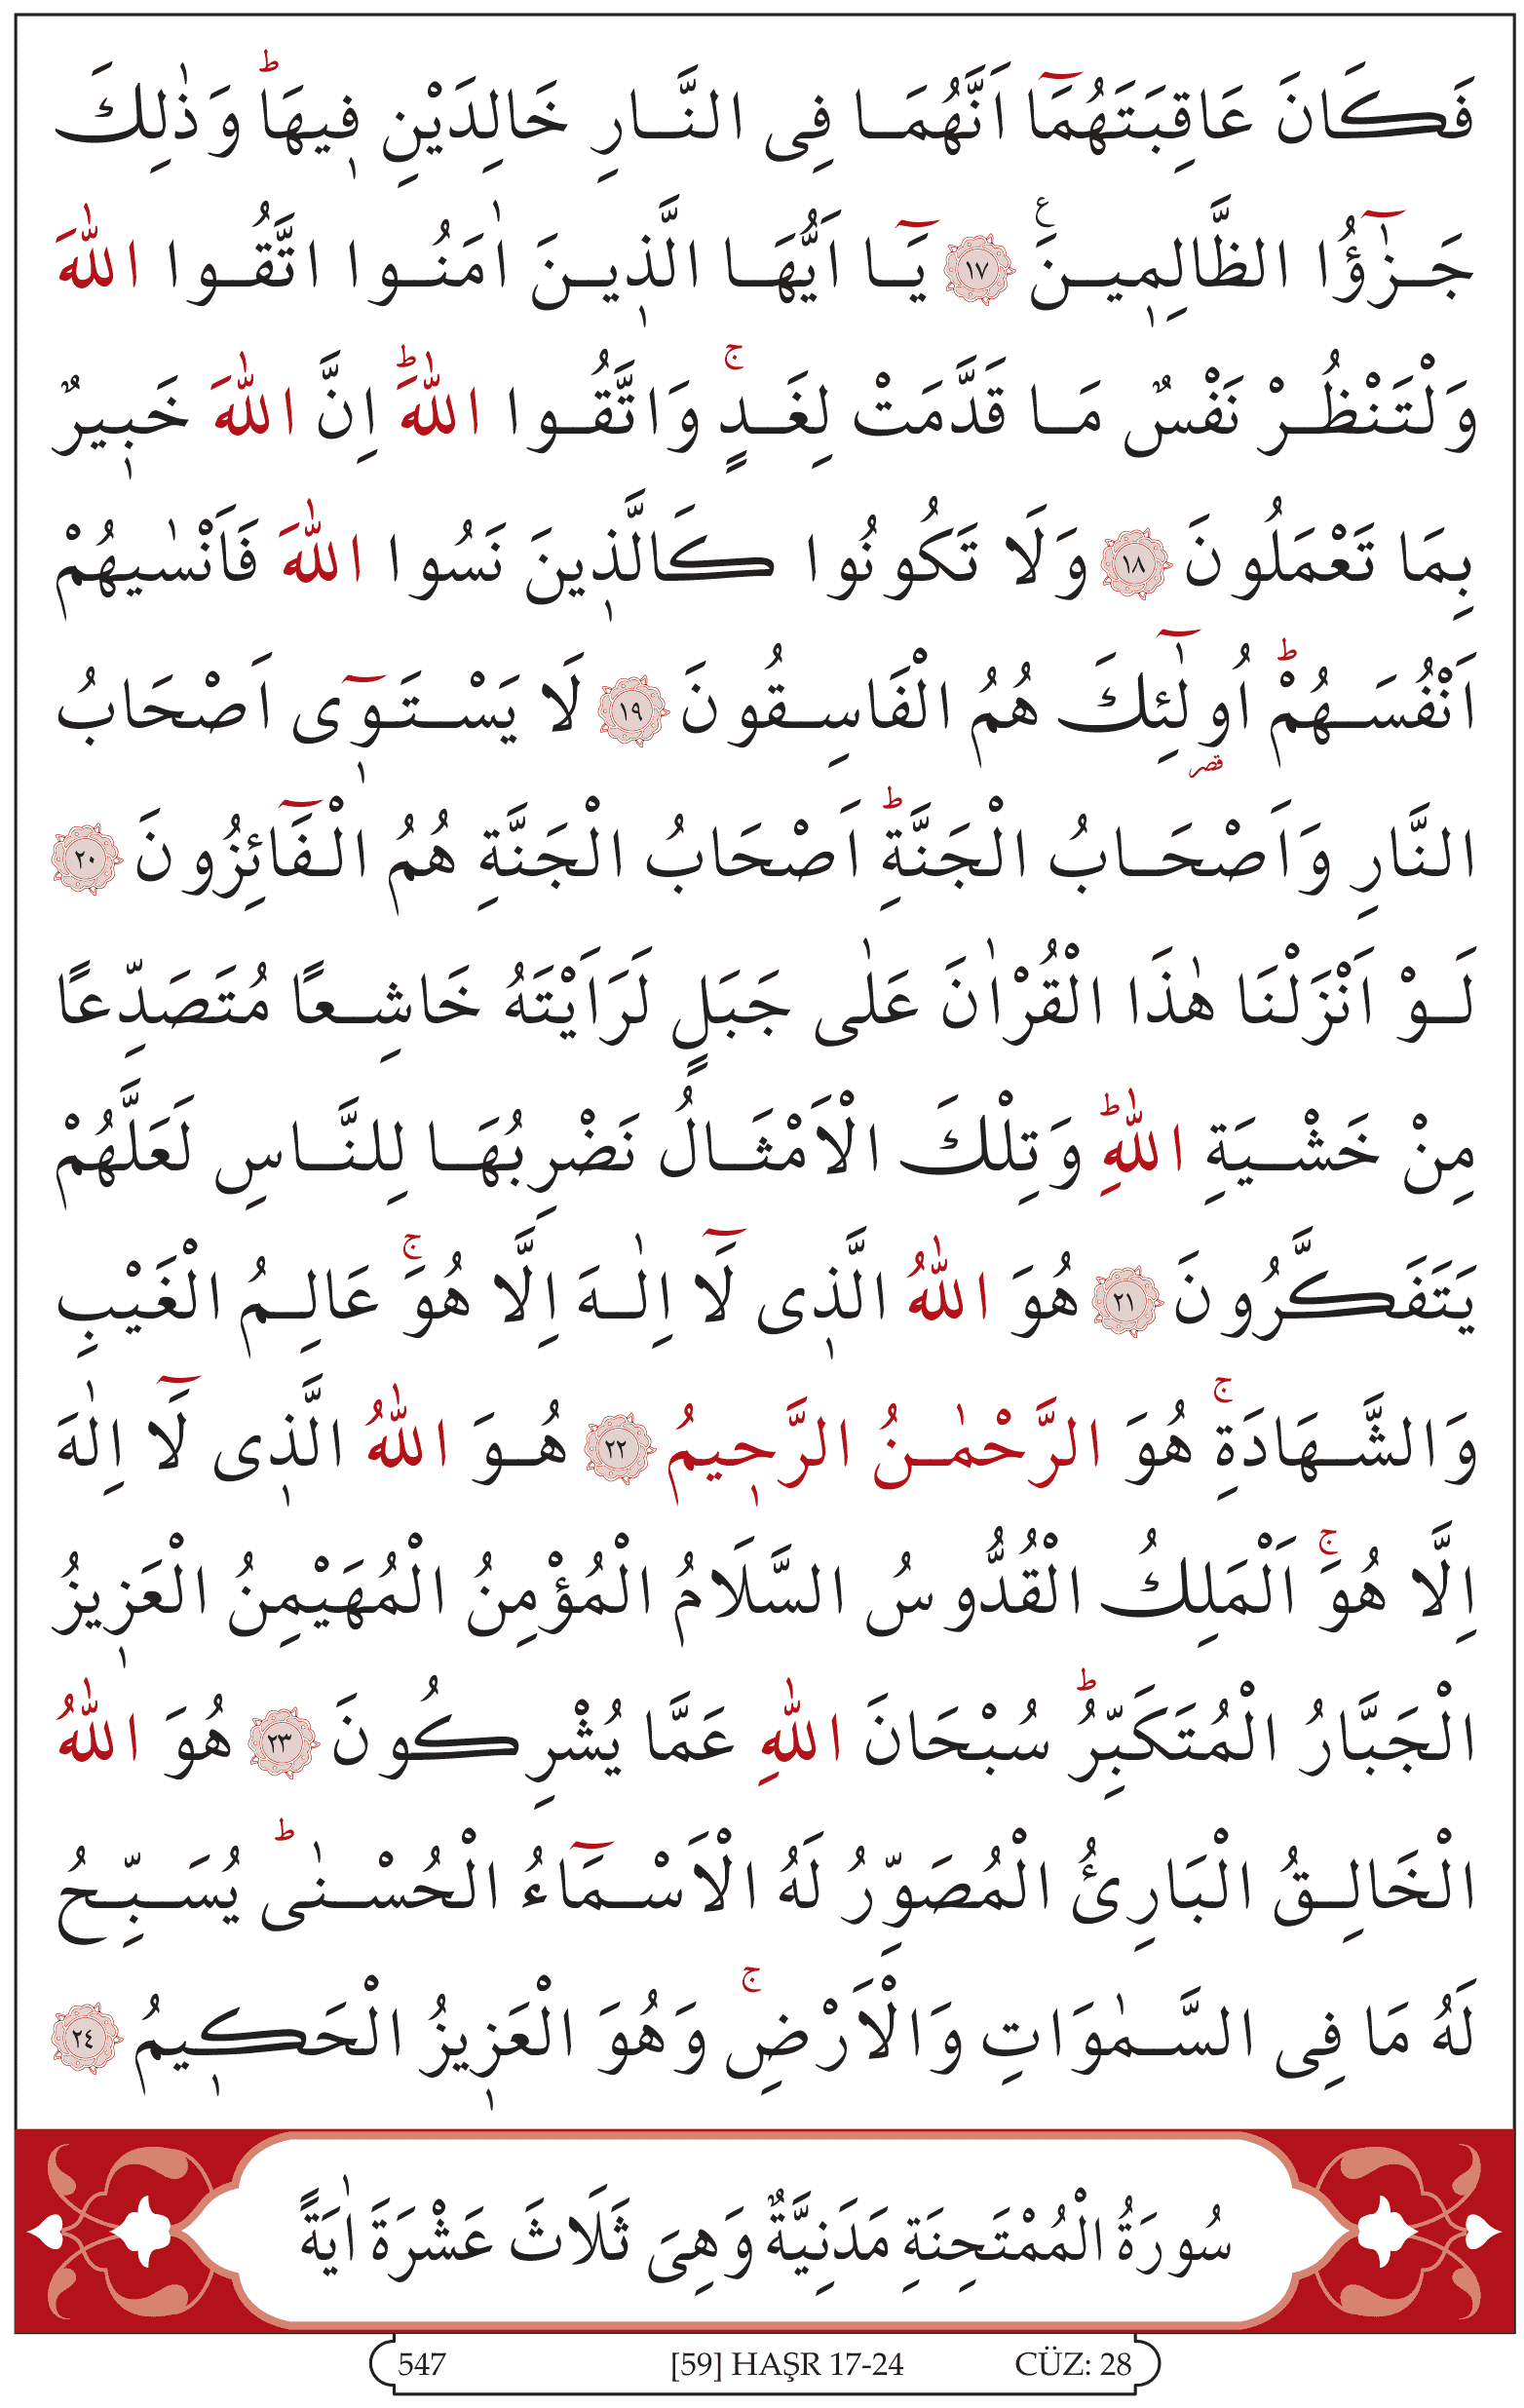 فَكَانَ عَاقِبَتَهُمَٓا اَنَّهُمَا فِى النَّارِ خَالِدَيْنِ ف۪يهَاۜ وَذٰلِكَ
جَزٰٓؤُا الظَّالِم۪ينَ۟ ﴿١٧﴾ يَٓا اَيُّهَا الَّذ۪ينَ اٰمَنُوا اتَّقُوا اللّٰهَ
وَلْتَنْظُرْ نَفْسٌ مَا قَدَّمَتْ لِغَدٍۚ وَاتَّقُوا اللّٰهَۜ اِنَّ اللّٰهَ خَب۪يرٌ
بِمَا تَعْمَلُونَ ﴿١٨﴾ وَلَا تَكُونُوا كَالَّذ۪ينَ نَسُوا اللّٰهَ فَاَنْسٰيهُمْ
اَنْفُسَهُمْۜ اُو۬لٰٓئِكَ هُمُ الْفَاسِقُونَ ﴿١٩﴾ لَا يَسْتَو۪ٓى اَصْحَابُ
النَّارِ وَاَصْحَابُ الْجَنَّةِۜ اَصْحَابُ الْجَنَّةِ هُمُ الْفَٓائِزُونَ ﴿٢٠﴾
لَوْ اَنْزَلْنَا هٰذَا الْقُرْاٰنَ عَلٰى جَبَلٍ لَرَاَيْتَهُ خَاشِعًا مُتَصَدِّعًا
مِنْ خَشْيَةِ اللّٰهِۜ وَتِلْكَ الْاَمْثَالُ نَضْرِبُهَا لِلنَّاسِ لَعَلَّهُمْ
يَتَفَكَّرُونَ ﴿٢١﴾ هُوَ اللّٰهُ الَّذ۪ى لَٓا اِلٰهَ اِلَّا هُوَۚ عَالِمُ الْغَيْبِ
وَالشَّهَادَةِۚ هُوَ الرَّحْمٰنُ الرَّح۪يمُ ﴿٢٢﴾ هُوَ اللّٰهُ الَّذ۪ى لَٓا اِلٰهَ
اِلَّا هُوَۚ اَلْمَلِكُ الْقُدُّوسُ السَّلَامُ الْمُؤْمِنُ الْمُهَيْمِنُ الْعَز۪يزُ
الْجَبَّارُ الْمُتَكَبِّرُۜ سُبْحَانَ اللّٰهِ عَمَّا يُشْرِكُونَ ﴿٢٣﴾ هُوَ اللّٰهُ
الْخَالِقُ الْبَارِئُ الْمُصَوِّرُ لَهُ الْاَسْمَٓاءُ الْحُسْنٰىۜ يُسَبِّحُ
لَهُ مَا فِى السَّمٰوَاتِ وَالْاَرْضِۚ وَهُوَ الْعَز۪يزُ الْحَك۪يمُ ﴿٢٤﴾
سُورَةُ الْمُمْتَحِنَةِ مَدَنِيَّةٌ وَهِىَ ثَلَاثَ عَشْرَةَ اٰيَةً
547 [59] HAŞR 17-24 CÜZ: 28